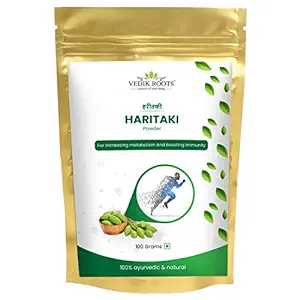 VEDIK ROOTS
हरीतकी
HARITAKI
Powder
For Increasing metabolism And Boosting Immunity
100 Grams
100% ayurvedic & natural